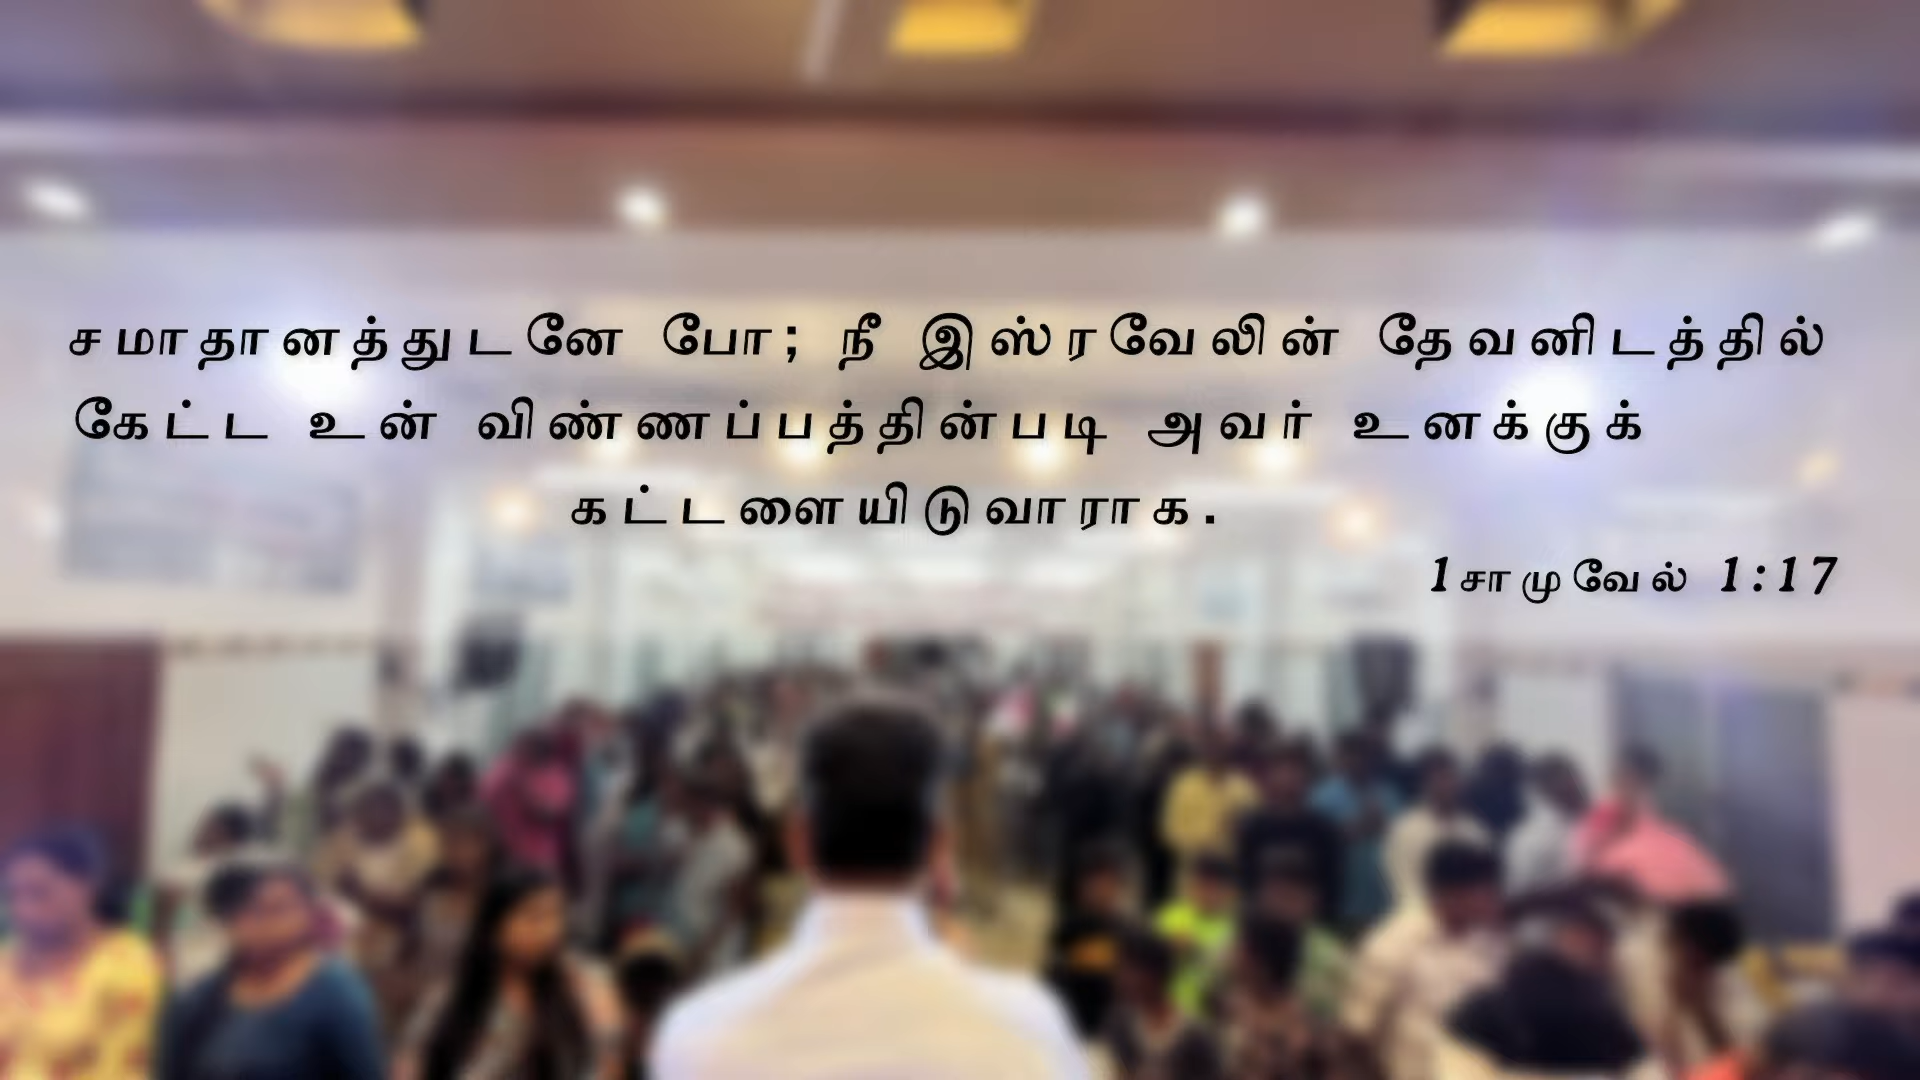 சமாதானத்துடனே போ; நீ இஸ்ரவேலின் தேவனிடத்தில்
கேட்ட உன் விண்ணப்பத்தின்படி அவர் உனக்குக்
கட்டளையிடுவாராக.
1சாமுவேல் 1:17